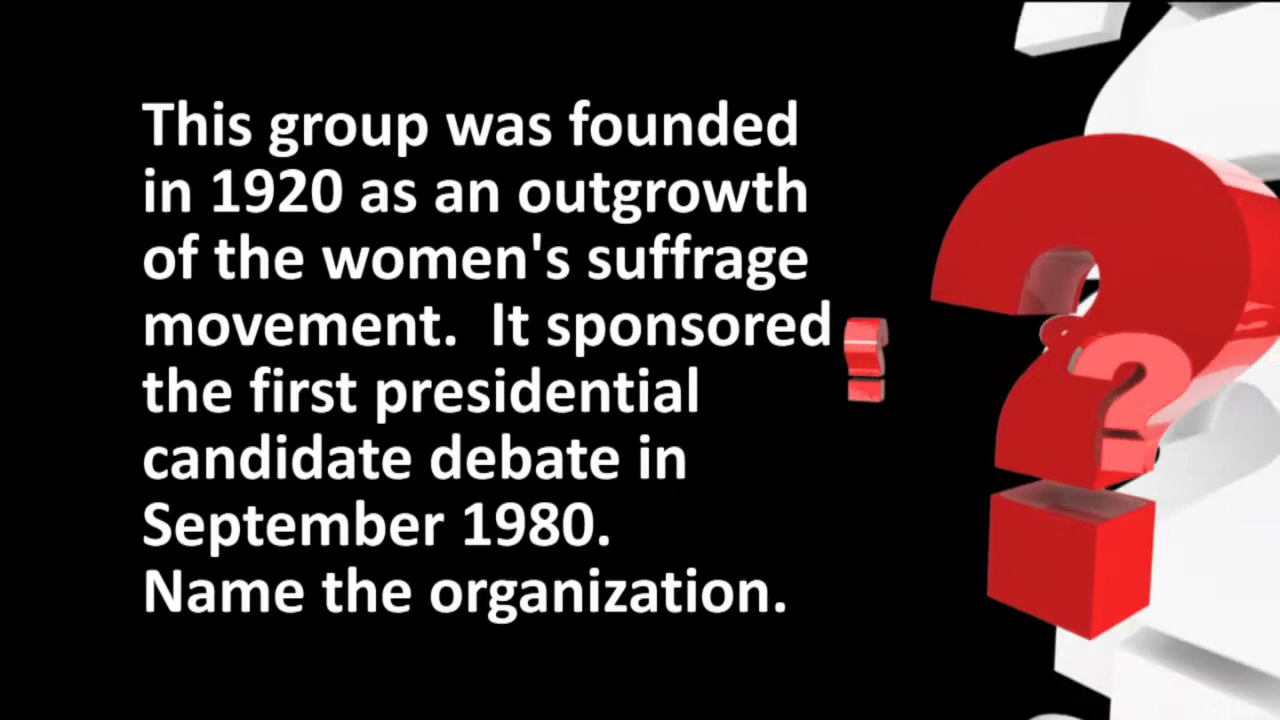 This group was founded
in 1920 as an outgrowth
of the women's suffrage
movement.  It sponsored
the first presidential
candidate debate in
September 1980.
Name the organization.